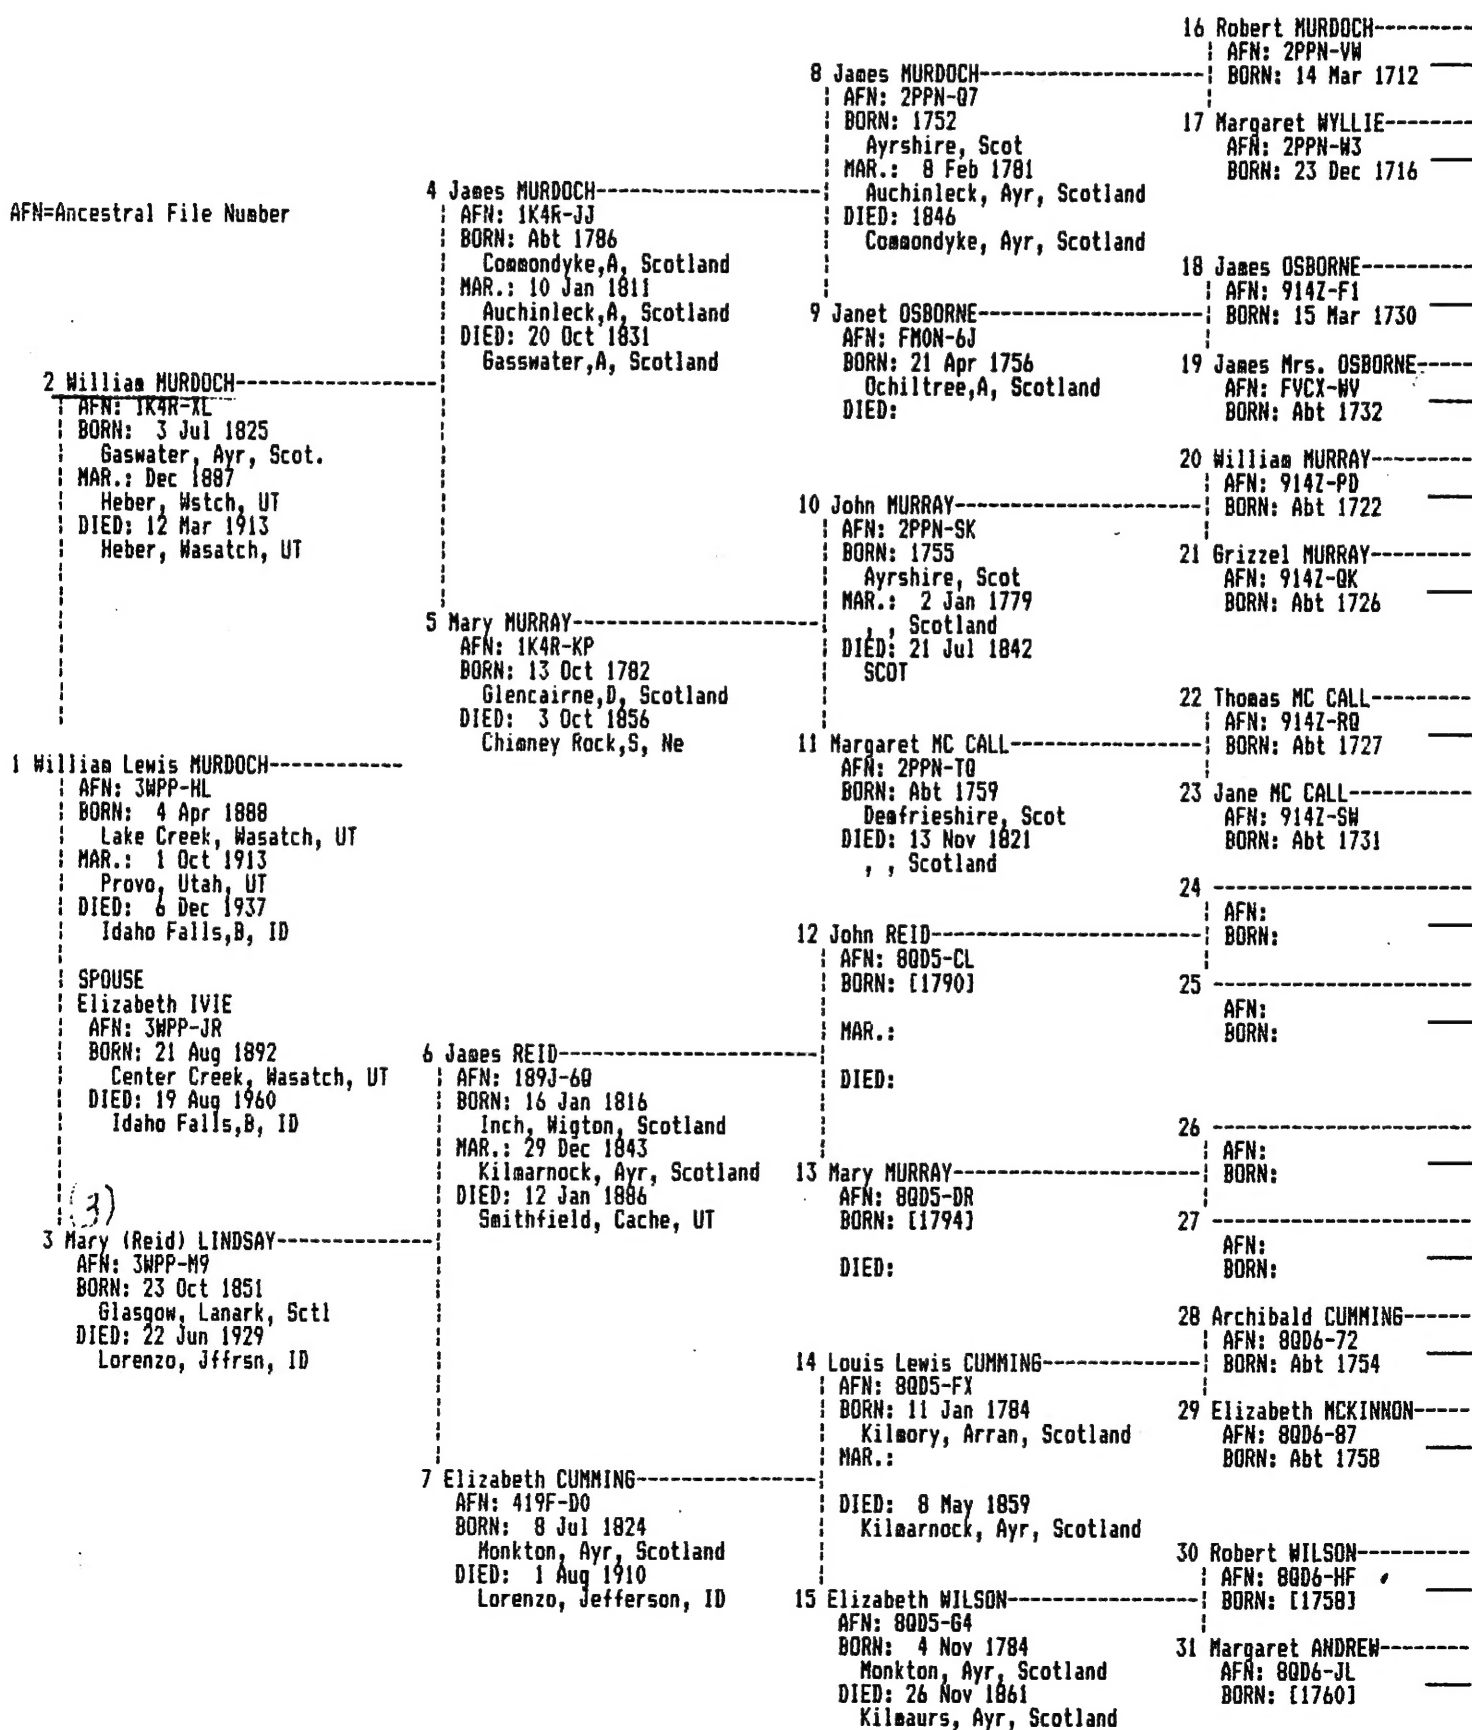 AFN=Ancestral File Number
2 William MURDOCH
AFN: 1K4R-XL
BORN: 3 Jul 1825
Gaswater, Ayr, Scot.
MAR.: Dec 1887
Heber, Wstch, UT
DIED: 12 Mar 1913
Heber, Wasatch, UT
1 William Lewis MURDOCH
AFN: 3WPP-HL
BORN: 4 Apr 1888
Lake Creek, Wasatch, UT
MAR.: 1 Oct 1913
Provo, Utah, UT
DIED: 6 Dec 1937
Idaho Falls,B, ID
SPOUSE
Elizabeth IVIE
AFN: 3WPP-JR
BORN: 21 Aug 1892
Center Creek, Wasatch, UT
DIED: 19 Aug 1960
Idaho Falls,B, ID
(3)
3 Mary (Reid) LINDSAY
AFN: 3WPP-M9
BORN: 23 Oct 1851
Glasgow, Lanark, Sctl
DIED: 22 Jun 1929
Lorenzo, Jffrsn, ID
4 James MURDOCH
AFN: 1K4R-JJ
BORN: Abt 1786
Commondyke,A, Scotland
MAR.: 10 Jan 1811
Auchinleck,A, Scotland
DIED: 20 Oct 1831
Gasswater,A, Scotland
5 Mary MURRAY
AFN: 1K4R-KP
BORN: 13 Oct 1782
Glencairne,D, Scotland
DIED: 3 Oct 1856
Chimney Rock,S, Ne
6 James REID
AFN: 189J-6Q
BORN: 16 Jan 1816
Inch, Wigton, Scotland
MAR.: 29 Dec 1843
Kilmarnock, Ayr, Scotland
DIED: 12 Jan 1886
Smithfield, Cache, UT
7 Elizabeth CUMMING
AFN: 419F-D0
BORN: 8 Jul 1824
Monkton, Ayr, Scotland
DIED: 1 Aug 1910
Lorenzo, Jefferson, ID
8 James MURDOCH
AFN: 2PPN-Q7
BORN: 1752
Ayrshire, Scot
MAR.: 8 Feb 1781
Auchinleck, Ayr, Scotland
DIED: 1846
Commondyke, Ayr, Scotland
9 Janet OSBORNE
AFN: FM0N-6J
BORN: 21 Apr 1756
Ochiltree,A, Scotland
DIED:
10 John MURRAY
AFN: 2PPN-SK
BORN: 1755
Ayrshire, Scot
MAR.: 2 Jan 1779
, , Scotland
DIED: 21 Jul 1842
SCOT
11 Margaret MC CALL
AFN: 2PPN-TQ
BORN: Abt 1759
Demfrieshire, Scot
DIED: 13 Nov 1821
, , Scotland
12 John REID
AFN: 8QD5-CL
BORN: [1790]
MAR.:
DIED:
13 Mary MURRAY
AFN: 8QD5-DR
BORN: [1794]
DIED:
14 Louis Lewis CUMMING
AFN: 8QD5-FX
BORN: 11 Jan 1784
Kilmory, Arran, Scotland
MAR.:
DIED: 8 May 1859
Kilmarnock, Ayr, Scotland
15 Elizabeth WILSON
AFN: 8QD5-G4
BORN: 4 Nov 1784
Monkton, Ayr, Scotland
DIED: 26 Nov 1861
Kilmaurs, Ayr, Scotland
16 Robert MURDOCH
AFN: 2PPN-VW
BORN: 14 Mar 1712
17 Margaret WYLLIE
AFN: 2PPN-W3
BORN: 23 Dec 1716
18 James OSBORNE
AFN: 914Z-F1
BORN: 15 Mar 1730
19 James Mrs. OSBORNE
AFN: FVCX-WV
BORN: Abt 1732
20 William MURRAY
AFN: 914Z-PD
BORN: Abt 1722
21 Grizzel MURRAY
AFN: 914Z-QK
BORN: Abt 1726
22 Thomas MC CALL
AFN: 914Z-RQ
BORN: Abt 1727
23 Jane MC CALL
AFN: 914Z-SW
BORN: Abt 1731
24
AFN:
BORN:
25
AFN:
BORN:
26
AFN:
BORN:
27
AFN:
BORN:
28 Archibald CUMMING
AFN: 8QD6-72
BORN: Abt 1754
29 Elizabeth MCKINNON
AFN: 8QD6-87
BORN: Abt 1758
30 Robert WILSON
AFN: 8QD6-HF
BORN: [1758]
31 Margaret ANDREW
AFN: 8QD6-JL
BORN: [1760]